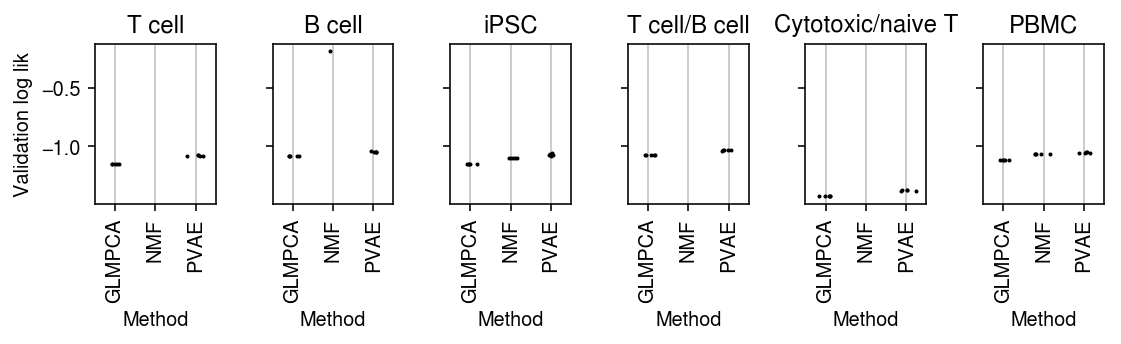 T cell
B cell
iPSC
T cell/B cell
Cytotoxic/naive T
PBMC
Validation log lik
−0.5
−1.0
GLMPCA
NMF
PVAE
GLMPCA
NMF
PVAE
GLMPCA
NMF
PVAE
GLMPCA
NMF
PVAE
GLMPCA
NMF
PVAE
GLMPCA
NMF
PVAE
Method
Method
Method
Method
Method
Method